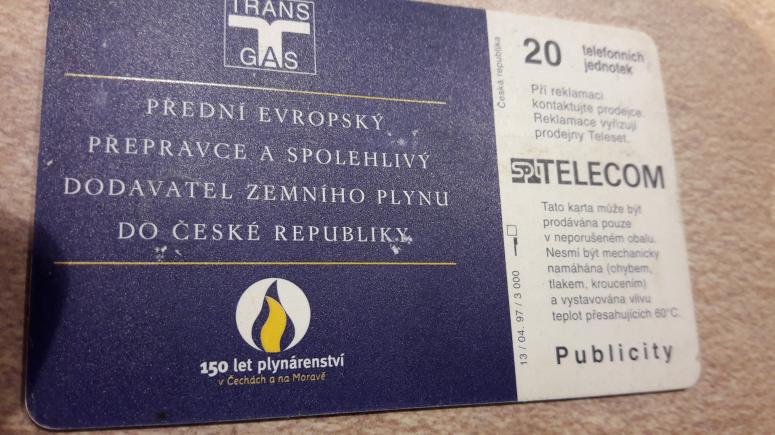 TRANS
GAS
PŘEDNÍ EVROPSKÝ
PŘEPRAVCE A SPOLEHLIVÝ
DODAVATEL ZEMNÍHO PLYNU
DO ČESKÉ REPUBLIKY
150 let plynárenství
v Čechách a na Moravě
Česká republika
20 telefonních
jednotek
Při reklamaci
kontaktujte prodejce.
Reklamace vyřizují
prodejny Teleset.
SPT TELECOM
Tato karta může být
prodávána pouze
v neporušeném obalu.
Nesmí být mechanicky
namáhána (ohybem,
tlakem, kroucením)
a vystavována vlivu
teplot přesahujících 60°C.
13 / 04. 97 / 3 000
Publicity